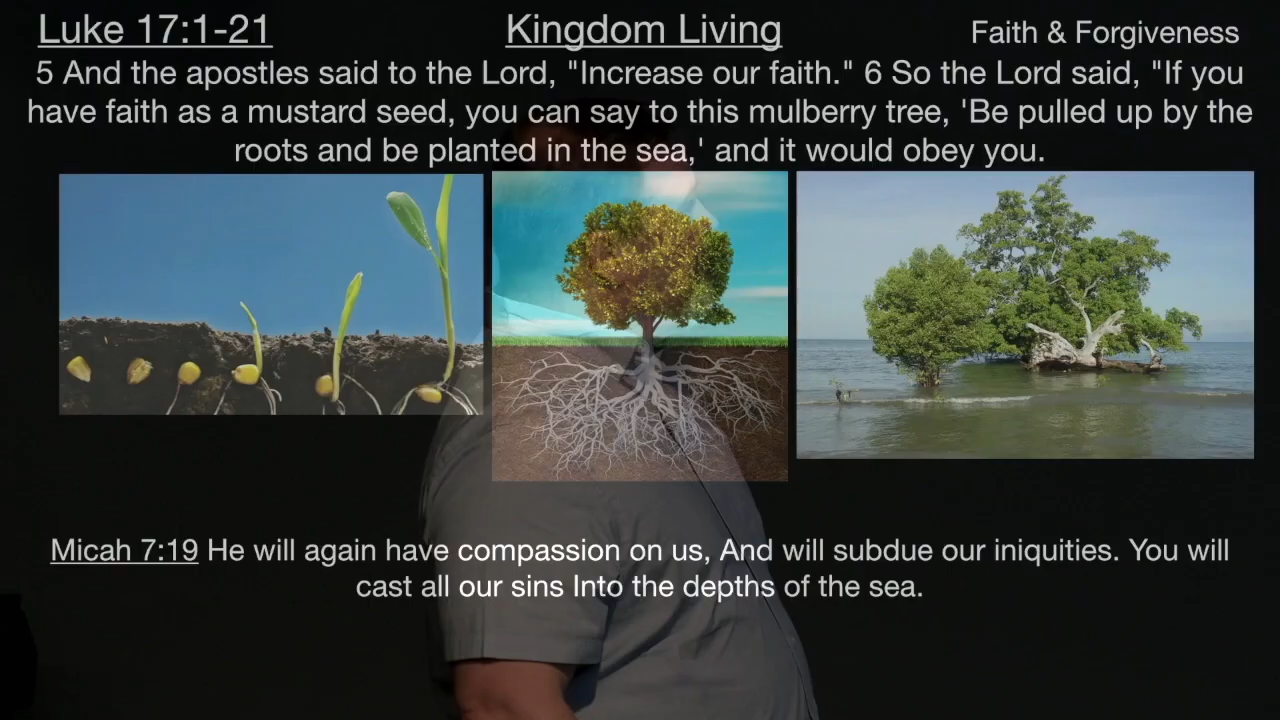 Luke 17:1-21 Kingdom Living Faith & Forgiveness
5 And the apostles said to the Lord, "Increase our faith." 6 So the Lord said, "If you
have faith as a mustard seed, you can say to this mulberry tree, 'Be pulled up by the
roots and be planted in the sea,' and it would obey you.
Micah 7:19 He will again have compassion on us, And will subdue our iniquities. You will
cast all our sins Into the depths of the sea.